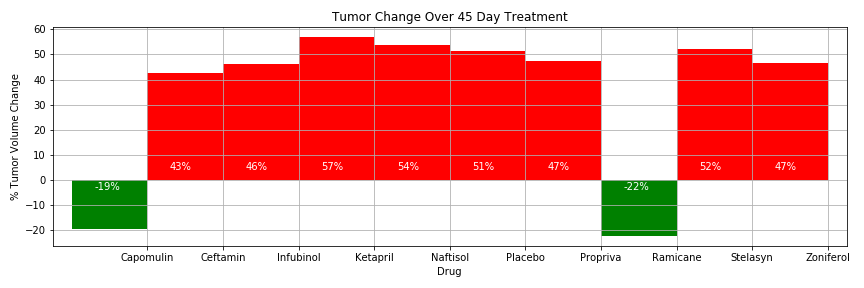 Tumor Change Over 45 Day Treatment
% Tumor Volume Change
60
50
40
30
20
10
0
−10
−20
-19%
43%
46%
57%
54%
51%
47%
-22%
52%
47%
Capomulin
Ceftamin
Infubinol
Ketapril
Naftisol
Placebo
Propriva
Ramicane
Stelasyn
Zoniferol
Drug